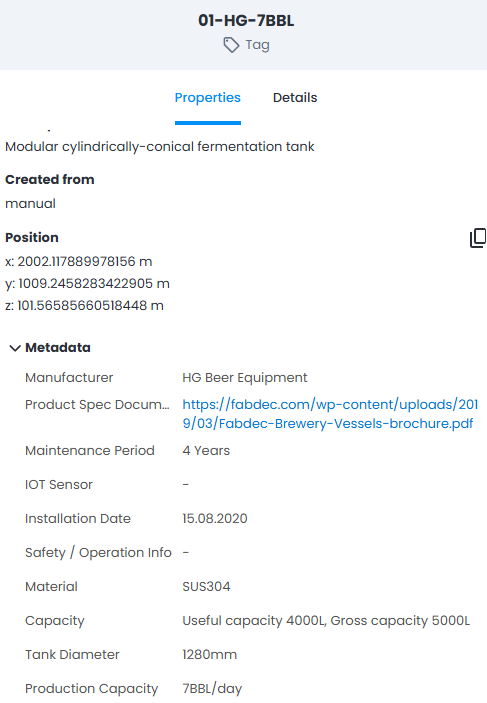 01-HG-7BBL
Tag
Properties
Details
Modular cylindrically-conical fermentation tank
Created from
manual
Position
x: 2002.117889978156 m
y: 1009.2458283422905 m
z: 101.56585660518448 m
Metadata
Manufacturer HG Beer Equipment
Product Spec Docum... https://fabdec.com/wp-content/uploads/201
9/03/Fabdec-Brewery-Vessels-brochure.pdf
Maintenance Period 4 Years
IOT Sensor -
Installation Date 15.08.2020
Safety / Operation Info -
Material SUS304
Capacity Useful capacity 4000L, Gross capacity 5000L
Tank Diameter 1280mm
Production Capacity 7BBL/day